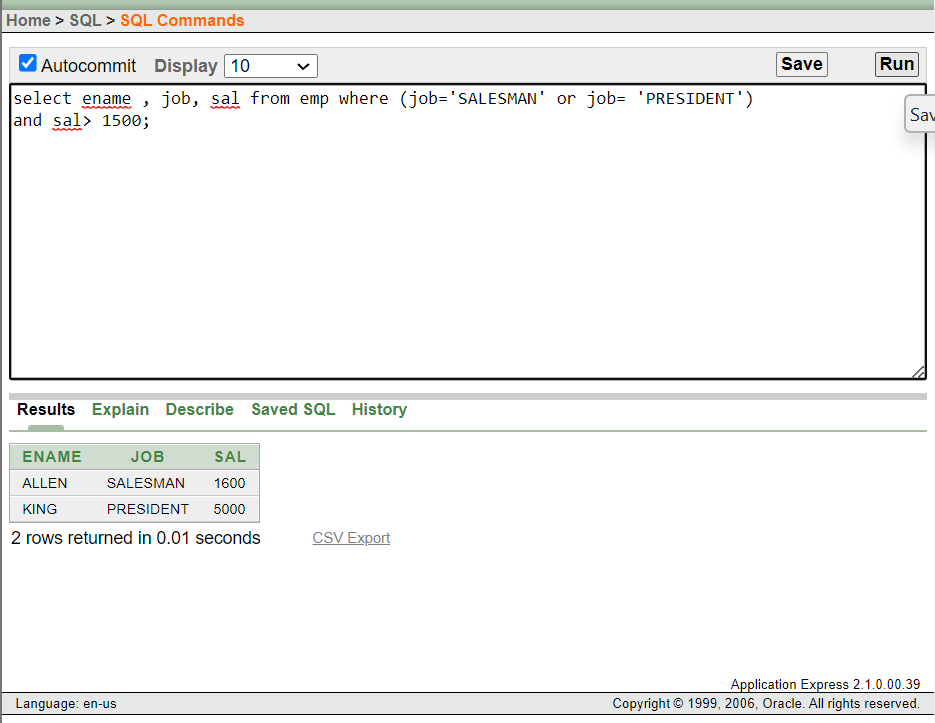 Home > SQL > SQL Commands
Autocommit Display 10 Save Run
select ename , job, sal from emp where (job='SALESMAN' or job= 'PRESIDENT')
and sal> 1500;
Results Explain Describe Saved SQL History
ENAME JOB SAL
ALLEN SALESMAN 1600
KING PRESIDENT 5000
2 rows returned in 0.01 seconds CSV Export
Application Express 2.1.0.00.39
Language: en-us Copyright © 1999, 2006, Oracle. All rights reserved.